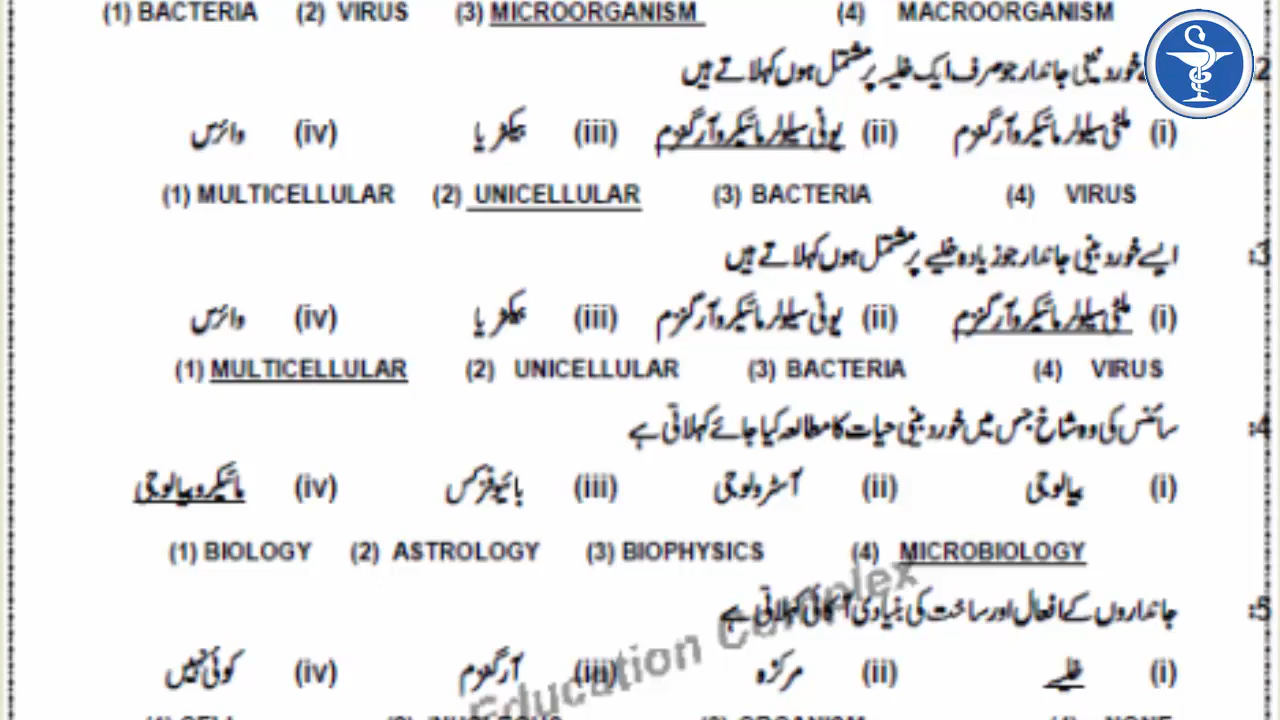 (1) BACTERIA (2) VIRUS (3) MICROORGANISM (4) MACROORGANISM
خوردبینی جاندار جو صرف ایک خلیہ پر مشتمل ہوں کہلاتے ہیں
(i) ملٹی سیلولر مائیکروآرگنزم (ii) یونی سیلولر مائیکروآرگنزم (iii) بیکٹریا (iv) وائرس
(1) MULTICELLULAR (2) UNICELLULAR (3) BACTERIA (4) VIRUS
3: ایسے خوردبینی جاندار جو زیادہ خلیے پر مشتمل ہوں کہلاتے ہیں
(i) ملٹی سیلولر مائیکروآرگنزم (ii) یونی سیلولر مائیکروآرگنزم (iii) بیکٹریا (iv) وائرس
(1) MULTICELLULAR (2) UNICELLULAR (3) BACTERIA (4) VIRUS
4: سائنس کی وہ شاخ جس میں خوردبینی حیات کا مطالعہ کیا جائے کہلاتی ہے
(i) بیالوجی (ii) آسٹرولوجی (iii) بائیوفزکس (iv) مائیکروبیالوجی
(1) BIOLOGY (2) ASTROLOGY (3) BIOPHYSICS (4) MICROBIOLOGY
5: جانداروں کے افعال اور ساخت کی بنیادی اکائی کہلاتی ہے
(i) خلیے (ii) مرکزہ (iii) آرگنزم (iv) کوئی نہیں
Education Complex